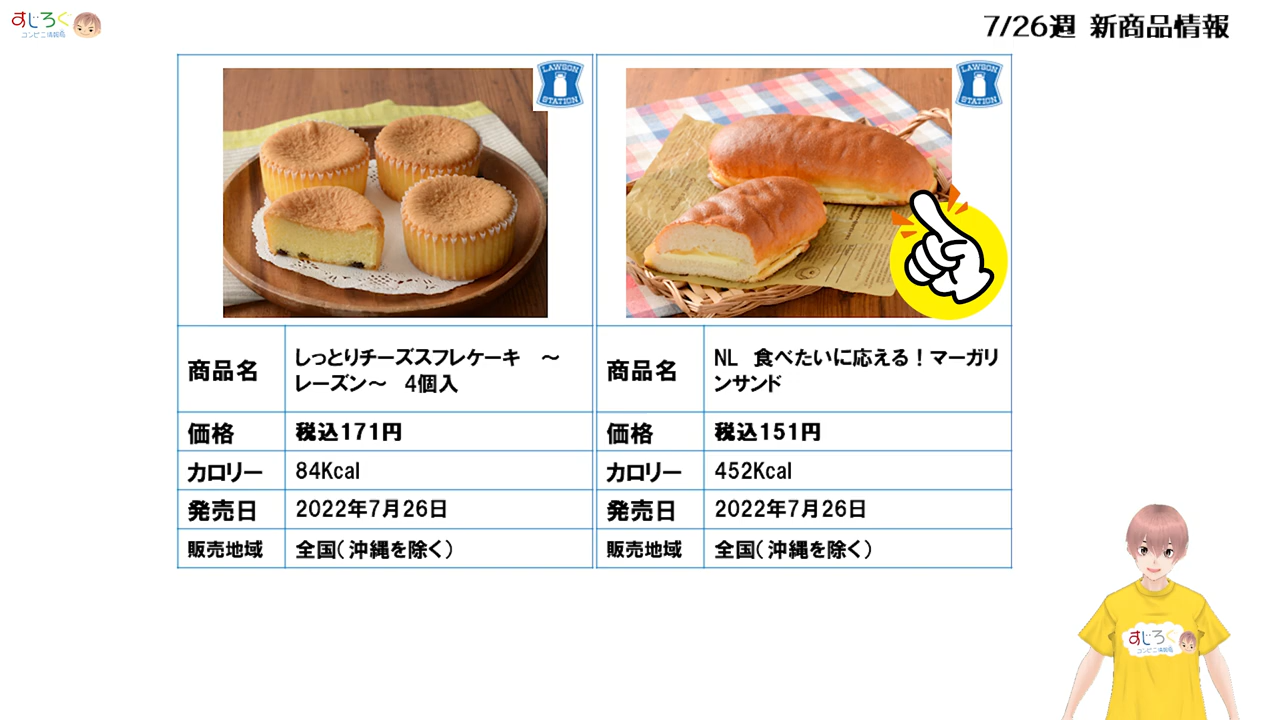 すじろく
コンビニ情報局
7/26週 新商品情報
LAWSON
STATION
LAWSON
STATION
商品名
しっとりチーズスフレケーキ　～
レーズン～　4個入
価格
税込171円
カロリー
84Kcal
発売日
2022年7月26日
販売地域
全国（沖縄を除く）
商品名
NL　食べたいに応える！マーガリ
ンサンド
価格
税込151円
カロリー
452Kcal
発売日
2022年7月26日
販売地域
全国（沖縄を除く）
すじろく
コンビニ情報局